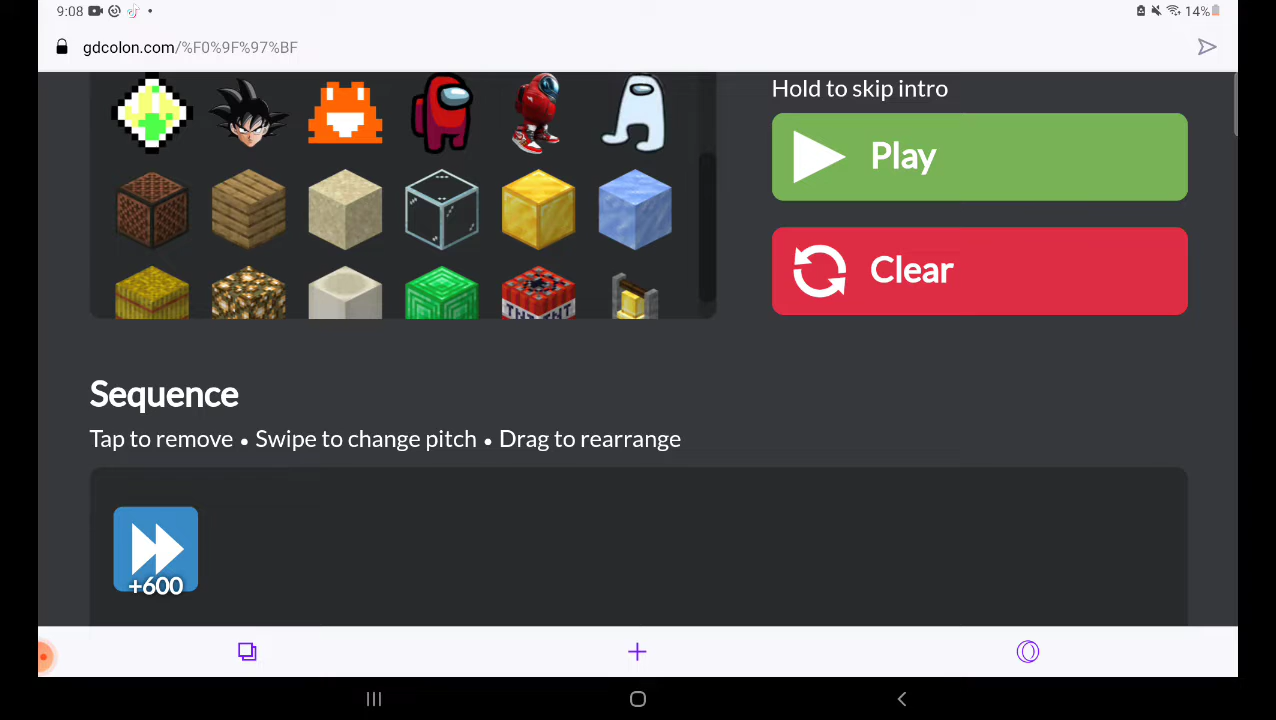 9:08
14%
gdcolon.com/%F0%9F%97%BF
Hold to skip intro
Play
Clear
TNT
Sequence
Tap to remove • Swipe to change pitch • Drag to rearrange
+600